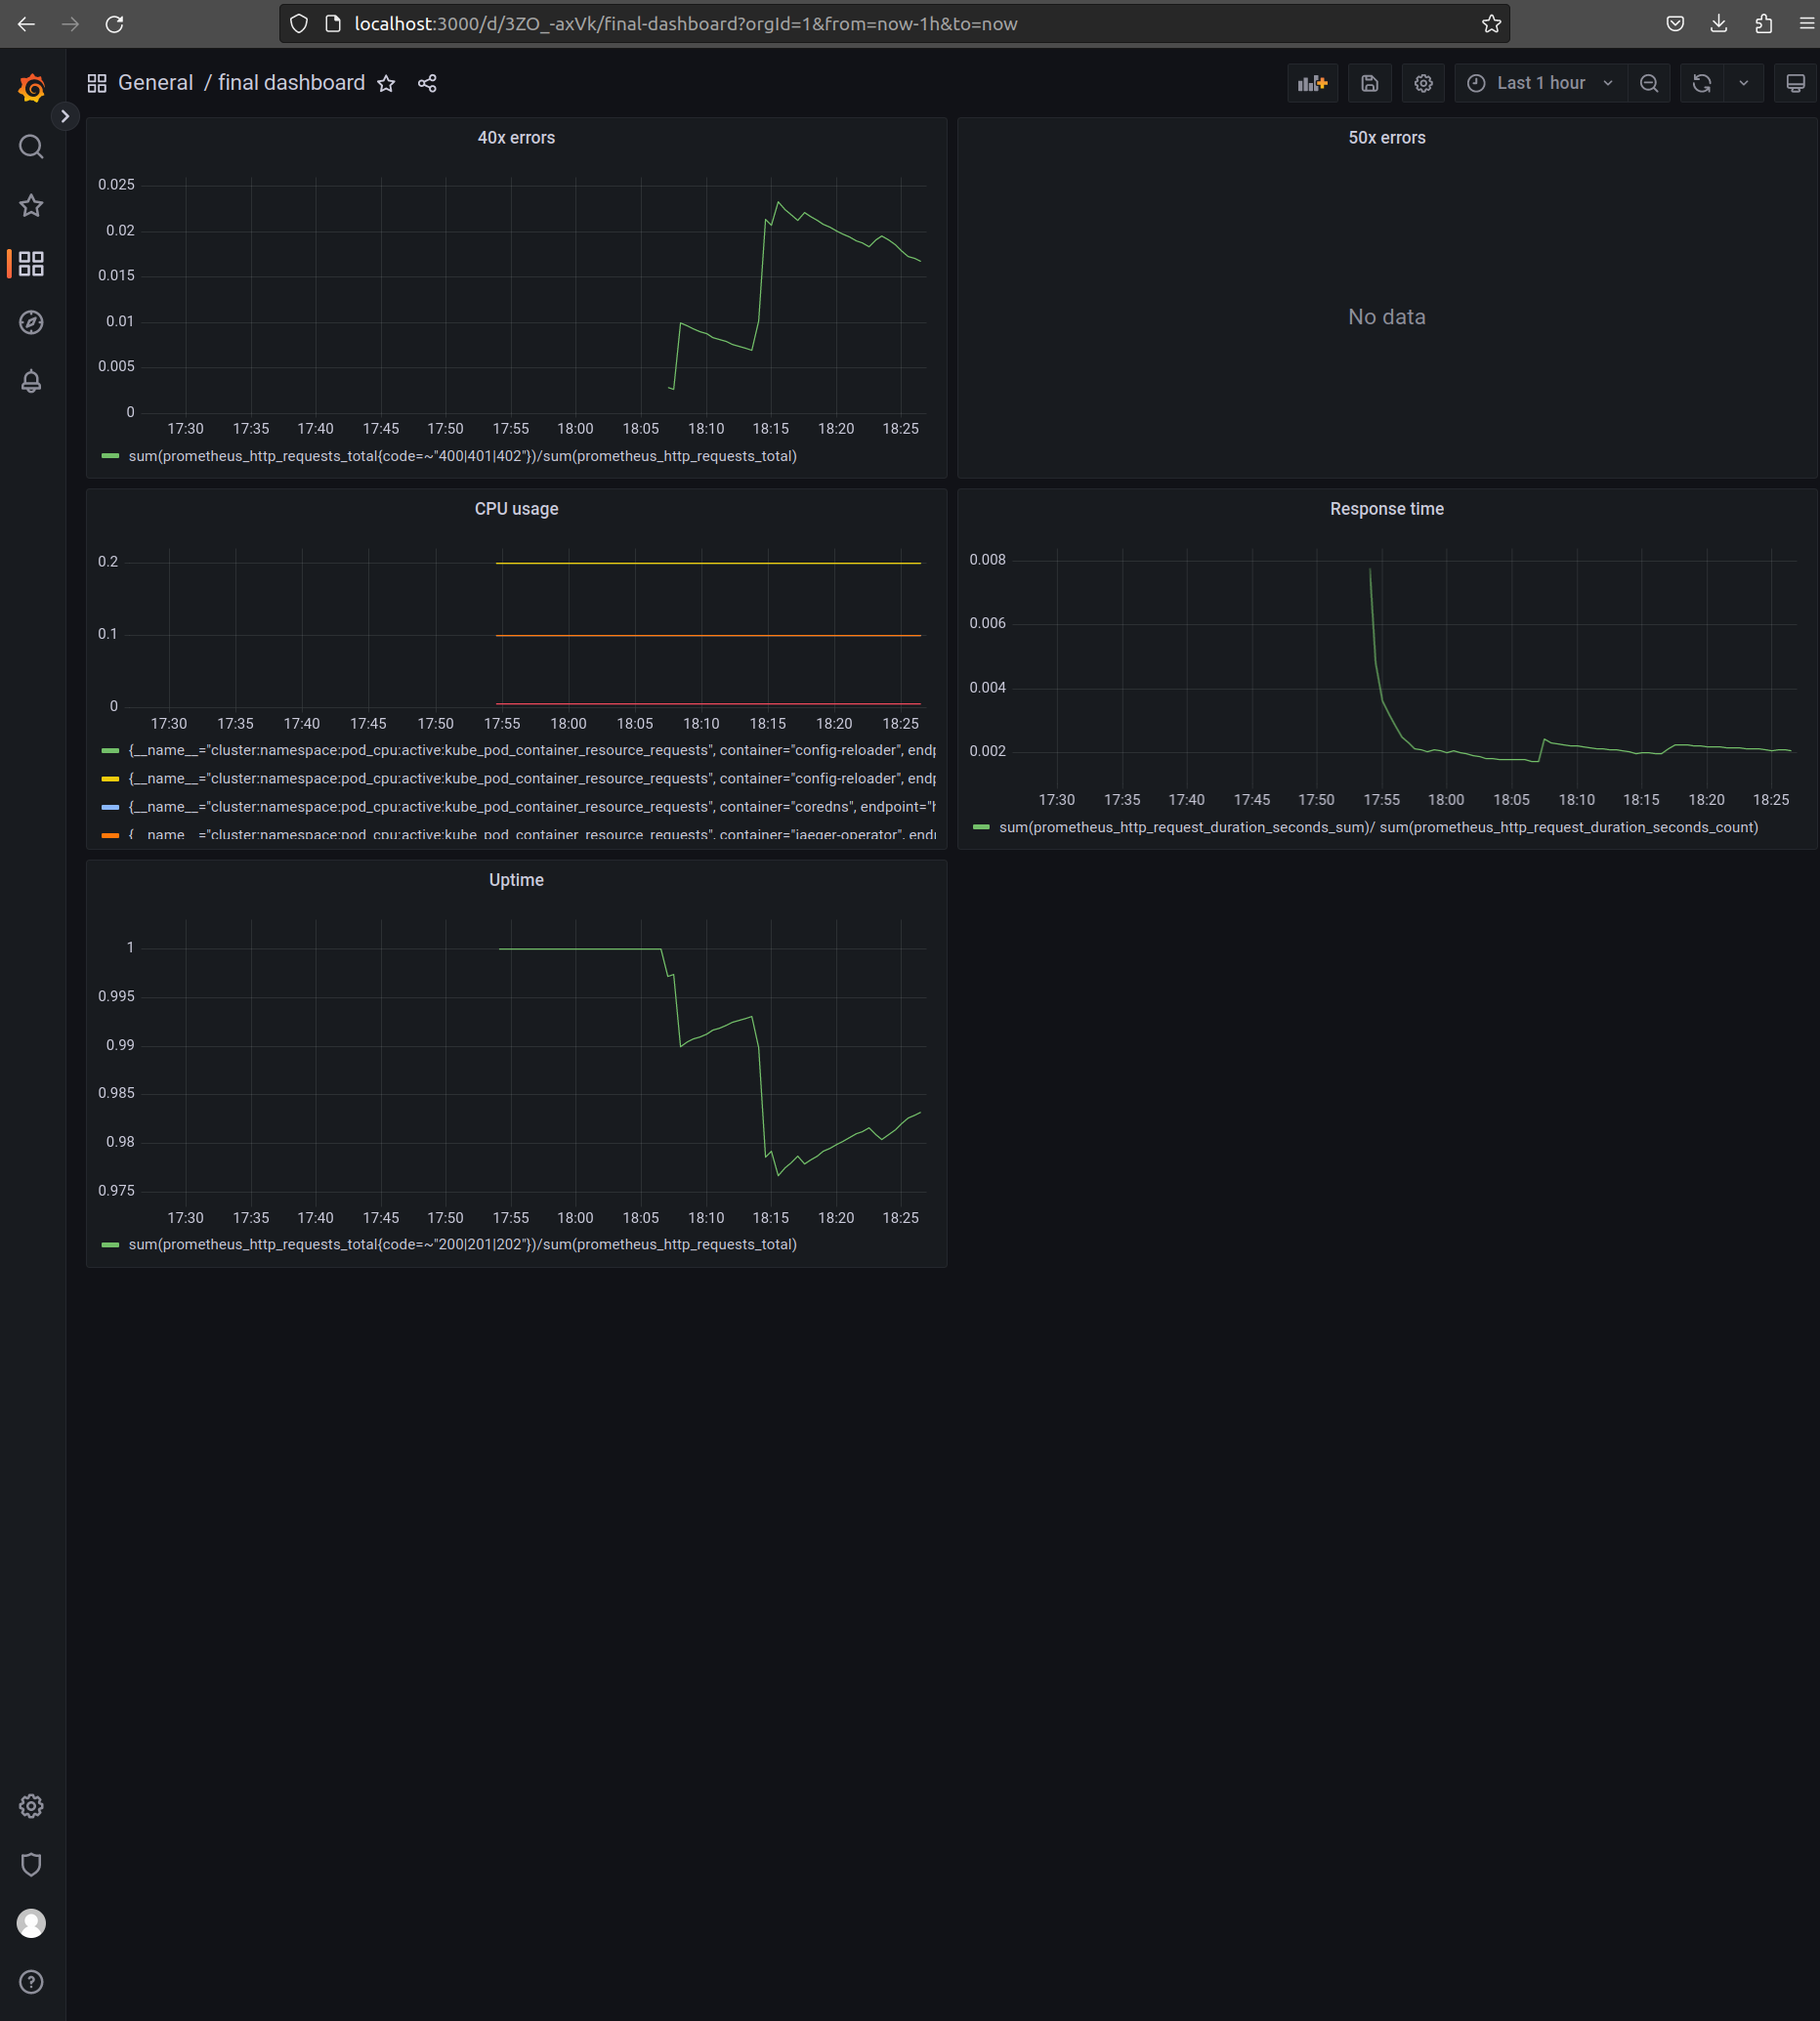 localhost:3000/d/3ZO_-axVk/final-dashboard?orgId=1&from=now-1h&to=now
General / final dashboard
Last 1 hour
40x errors
0.025
0.02
0.015
0.01
0.005
0
17:30 17:35 17:40 17:45 17:50 17:55 18:00 18:05 18:10 18:15 18:20 18:25
sum(prometheus_http_requests_total{code=~"400|401|402"})/sum(prometheus_http_requests_total)
50x errors
No data
CPU usage
0.2
0.1
0
17:30 17:35 17:40 17:45 17:50 17:55 18:00 18:05 18:10 18:15 18:20 18:25
{__name__="cluster:namespace:pod_cpu:active:kube_pod_container_resource_requests", container="config-reloader", endp
{__name__="cluster:namespace:pod_cpu:active:kube_pod_container_resource_requests", container="config-reloader", endp
{__name__="cluster:namespace:pod_cpu:active:kube_pod_container_resource_requests", container="coredns", endpoint="h
{__name__="cluster:namespace:pod_cpu:active:kube_pod_container_resource_requests", container="jaeger-operator", endp
Response time
0.008
0.006
0.004
0.002
17:30 17:35 17:40 17:45 17:50 17:55 18:00 18:05 18:10 18:15 18:20 18:25
sum(prometheus_http_request_duration_seconds_sum)/ sum(prometheus_http_request_duration_seconds_count)
Uptime
1
0.995
0.99
0.985
0.98
0.975
17:30 17:35 17:40 17:45 17:50 17:55 18:00 18:05 18:10 18:15 18:20 18:25
sum(prometheus_http_requests_total{code=~"200|201|202"})/sum(prometheus_http_requests_total)